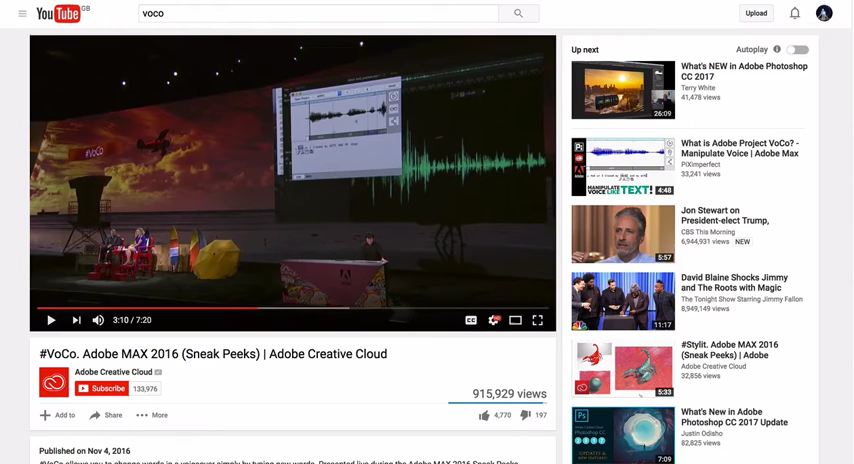 YouTube GB
voco
Upload
#VoCo
3:10 / 7:20
CC
#VoCo. Adobe MAX 2016 (Sneak Peeks) | Adobe Creative Cloud
Adobe Creative Cloud
Subscribe 133,976
915,929 views
Add to Share More
4,770 197
Published on Nov 4, 2016
Up next
Autoplay
What's NEW in Adobe Photoshop
CC 2017
Terry White
41,478 views
26:09
What is Adobe Project VoCo? -
Manipulate Voice | Adobe Max
PiXimperfect
33,241 views
MANIPULATE
VOICE LIKE TEXT!
4:48
Jon Stewart on
President-elect Trump,
CBS This Morning
6,944,931 views NEW
5:57
David Blaine Shocks Jimmy
and The Roots with Magic
The Tonight Show Starring Jimmy Fallon
8,949,149 views
11:17
#Stylit. Adobe MAX 2016
(Sneak Peeks) | Adobe
Adobe Creative Cloud
32,856 views
5:33
What's New in Adobe
Photoshop CC 2017 Update
Justin Odisho
82,825 views
Ps
7:09